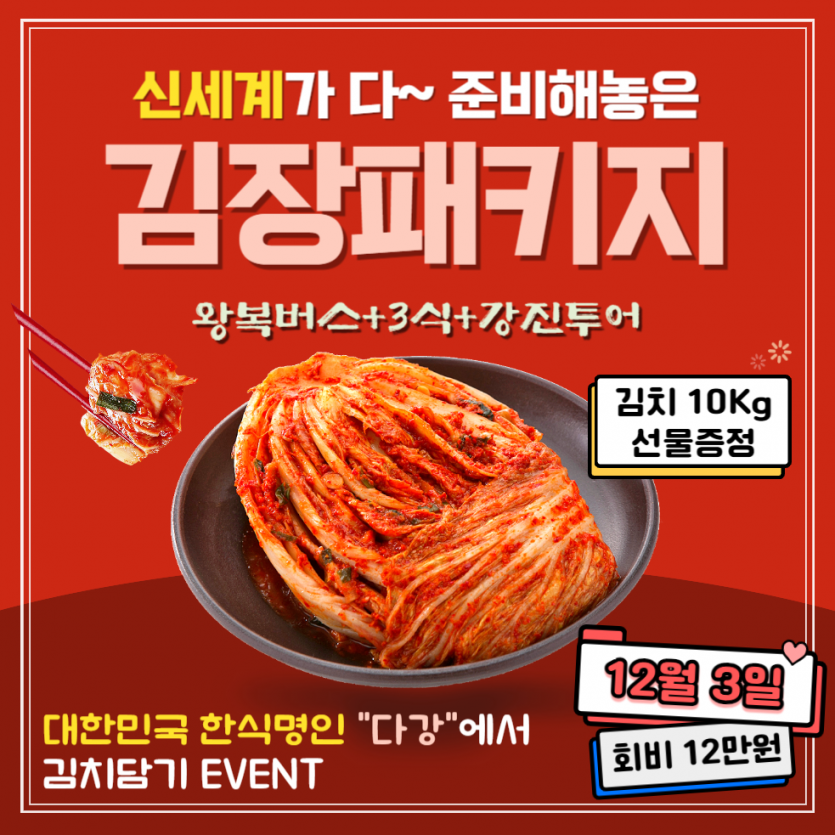 신세계가 다~ 준비해놓은
김장패키지
왕복버스+3식+강진투어
김치 10Kg
선물증정
12월 3일
회비 12만원
대한민국 한식명인 "다강"에서
김치담기 EVENT